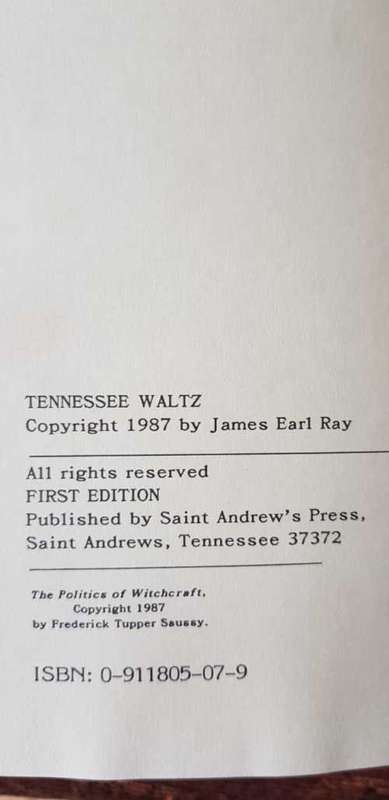 TENNESSEE WALTZ
Copyright 1987 by James Earl Ray
All rights reserved
FIRST EDITION
Published by Saint Andrew's Press,
Saint Andrews, Tennessee 37372
The Politics of Witchcraft,
Copyright 1987
by Frederick Tupper Saussy.
ISBN: 0-911805-07-9